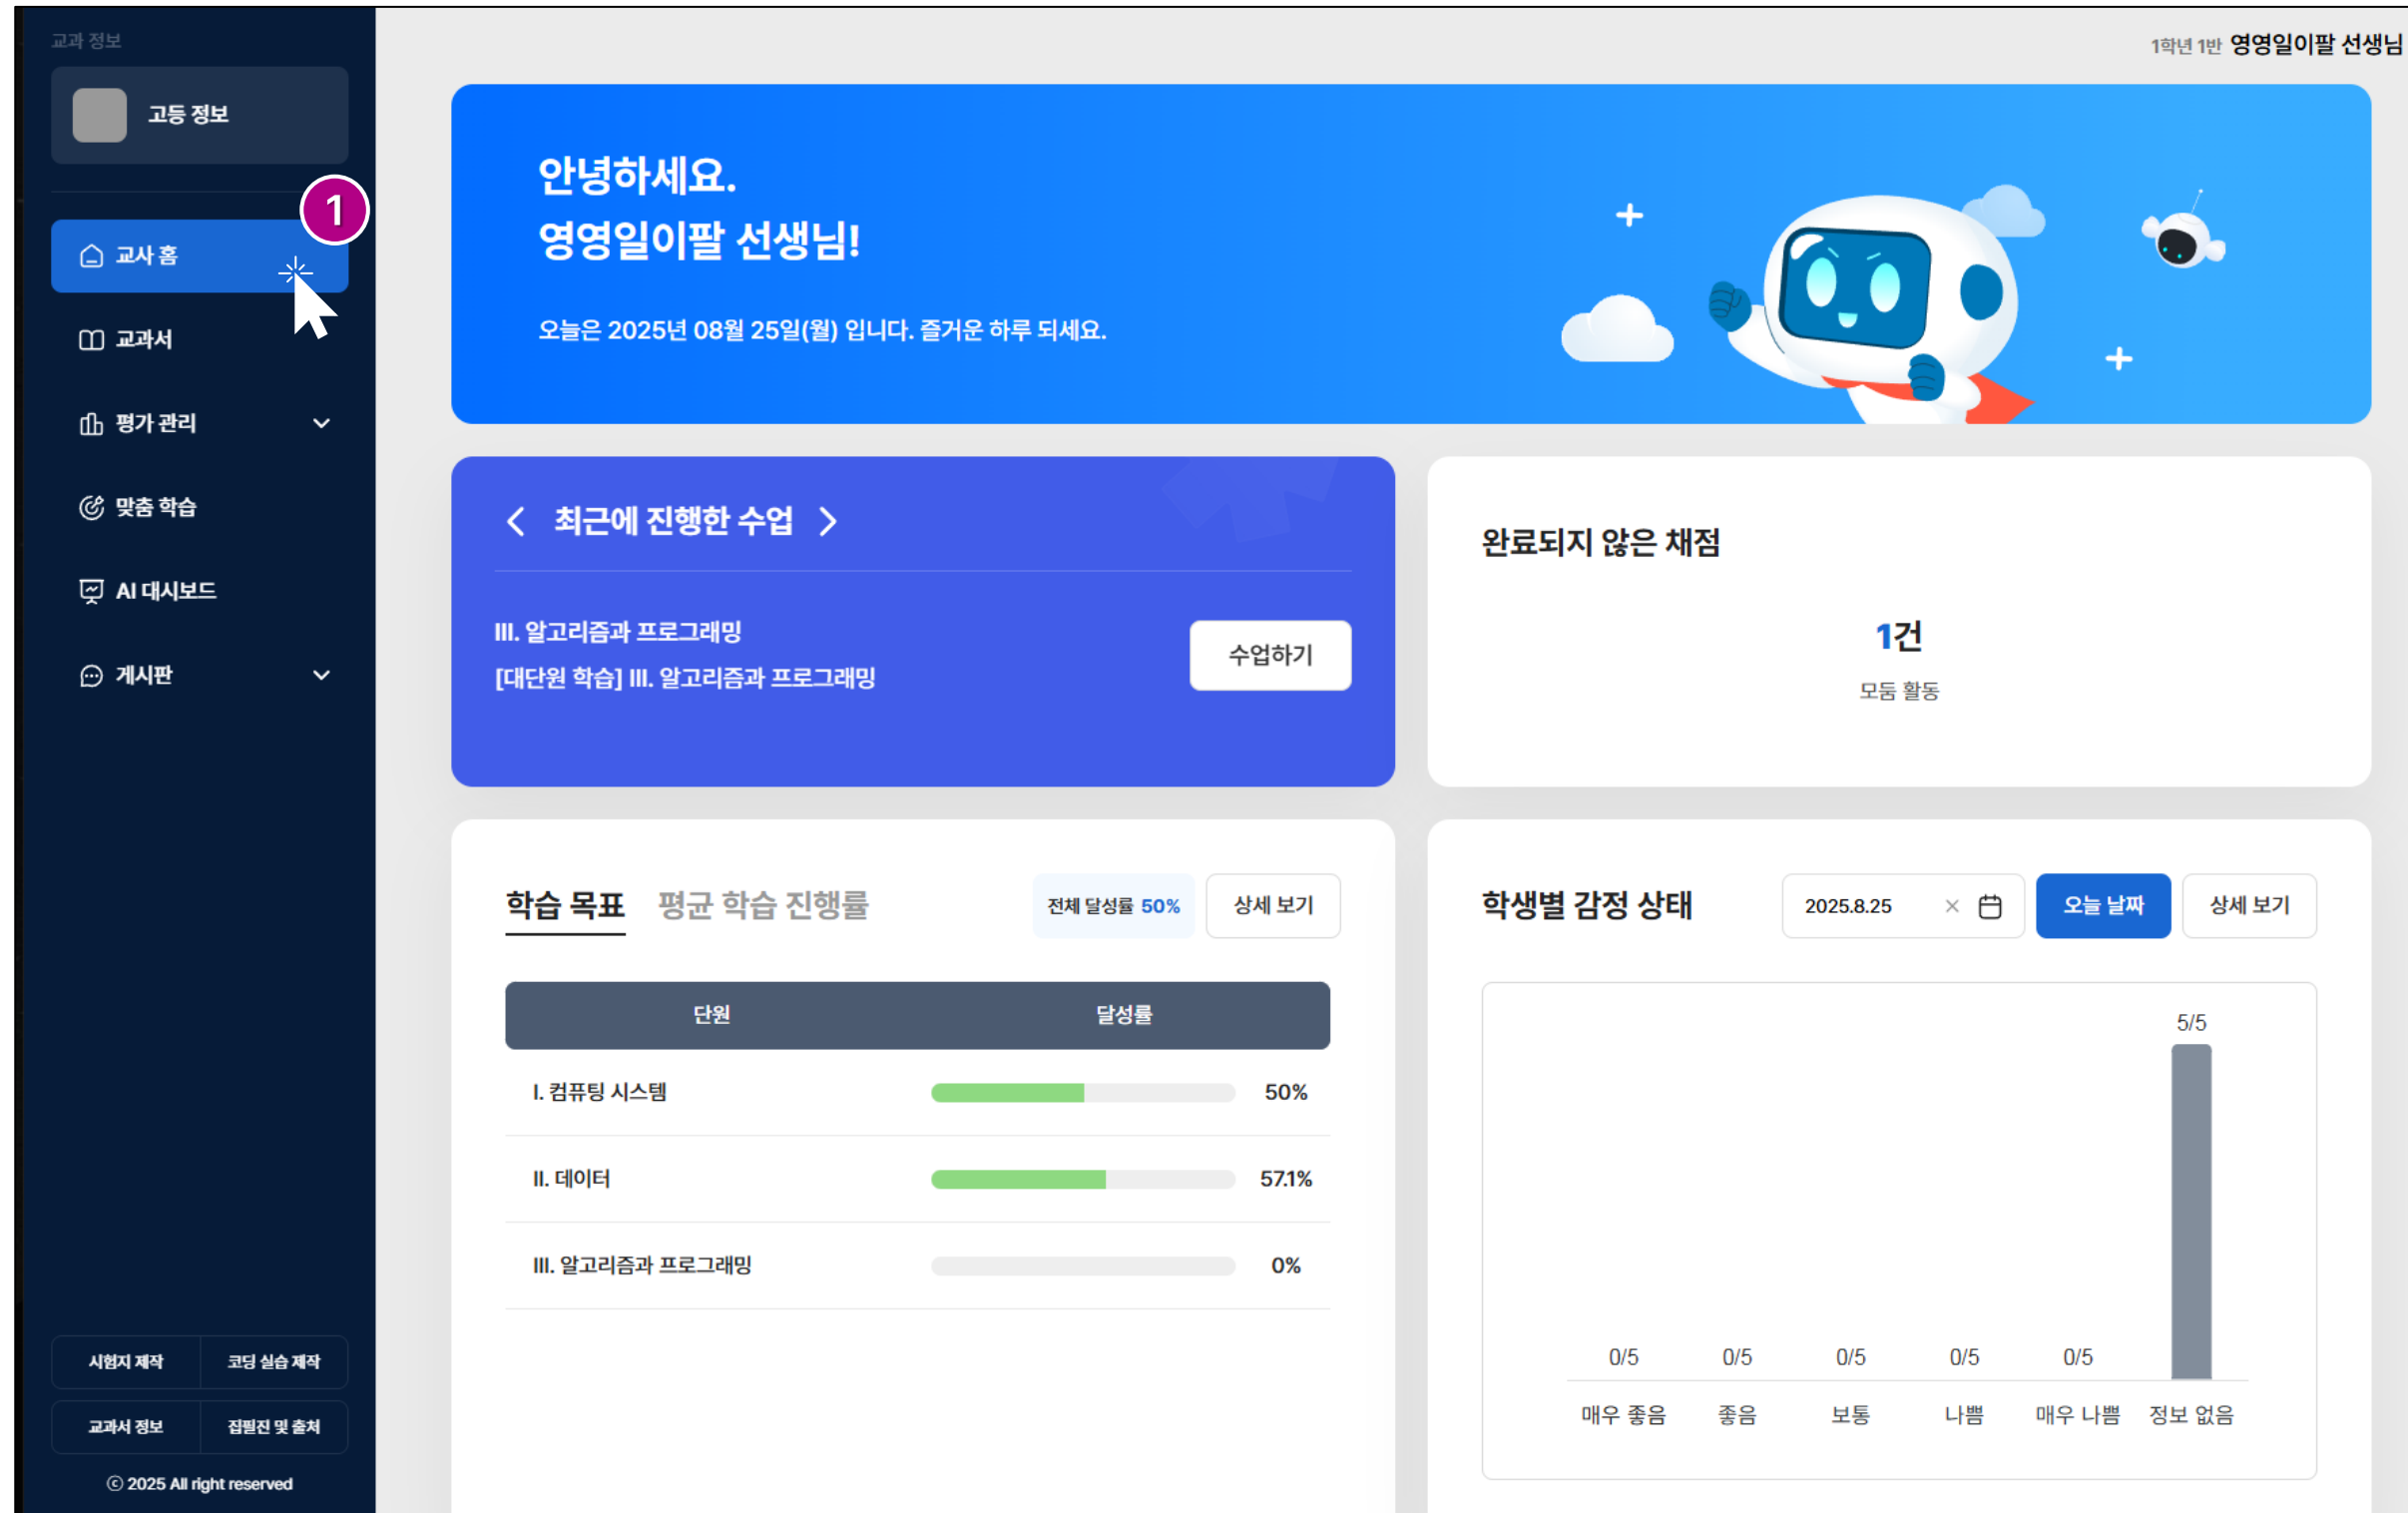 교과 정보
고등 정보
1
교사 홈
교과서
평가 관리
맞춤 학습
AI 대시보드
게시판
시험지 제작
코딩 실습 제작
교과서 정보
집필진 및 출처
ⓒ 2025 All right reserved
1학년 1반 영영일이팔 선생님
안녕하세요.
영영일이팔 선생님!
오늘은 2025년 08월 25일(월) 입니다. 즐거운 하루 되세요.
최근에 진행한 수업
III. 알고리즘과 프로그래밍
[대단원 학습] III. 알고리즘과 프로그래밍
수업하기
완료되지 않은 채점
1건
모둠 활동
학습 목표 평균 학습 진행률 전체 달성률 50% 상세 보기
단원 달성률
I. 컴퓨팅 시스템 50%
II. 데이터 57.1%
III. 알고리즘과 프로그래밍 0%
학생별 감정 상태 2025.8.25 오늘 날짜 상세 보기
5/5
0/5 0/5 0/5 0/5 0/5
매우 좋음 좋음 보통 나쁨 매우 나쁨 정보 없음